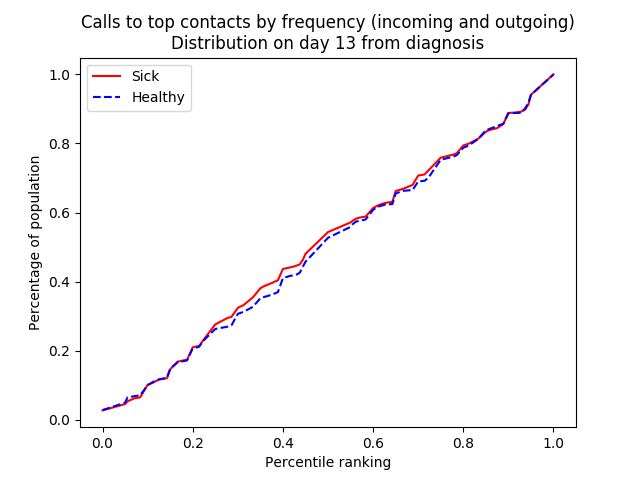 Calls to top contacts by frequency (incoming and outgoing)
Distribution on day 13 from diagnosis
Sick
Healthy
Percentage of population
1.0
0.8
0.6
0.4
0.2
0.0
0.0 0.2 0.4 0.6 0.8 1.0
Percentile ranking